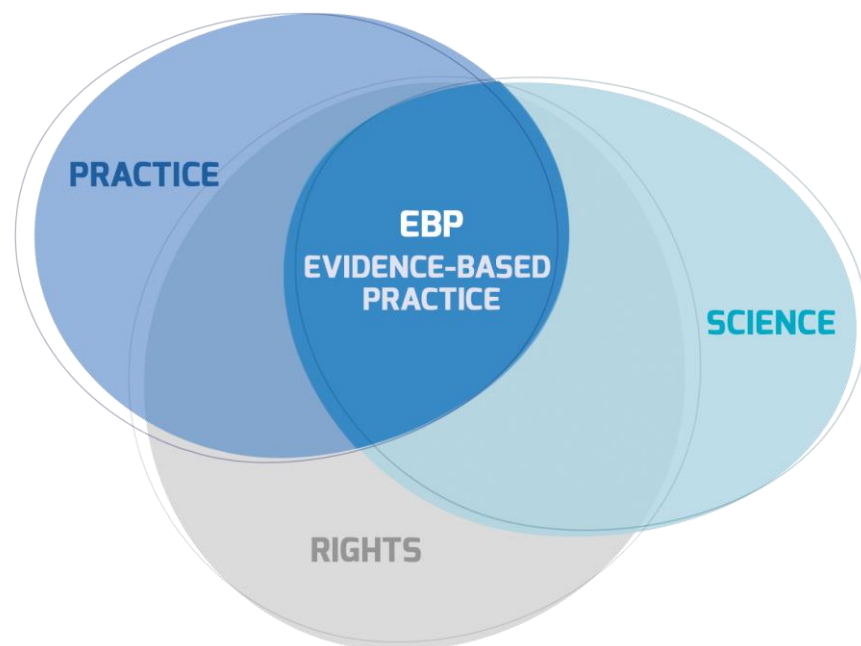 PRACTICE
EBP
EVIDENCE-BASED
PRACTICE
SCIENCE
RIGHTS